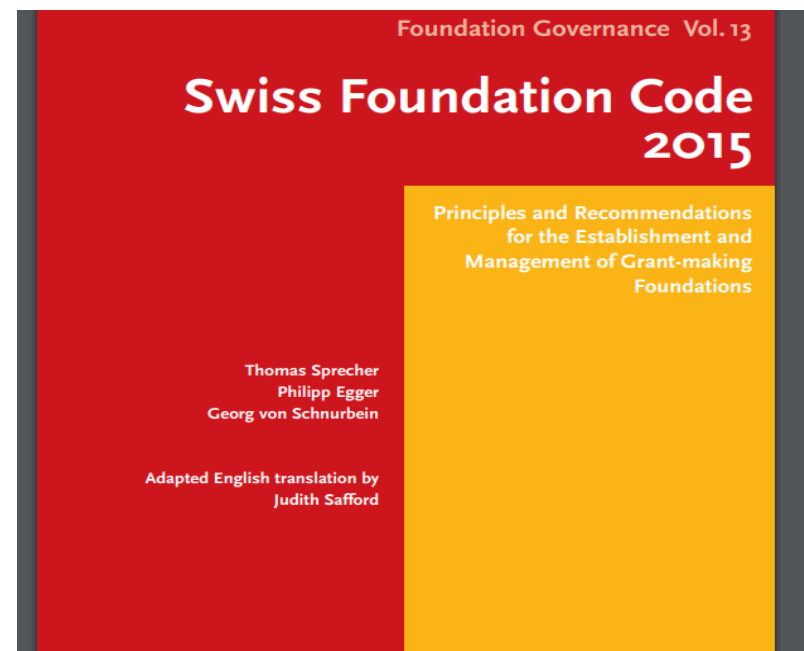 Foundation Governance Vol. 13
Swiss Foundation Code
2015
Principles and Recommendations
for the Establishment and
Management of Grant-making
Foundations
Thomas Sprecher
Philipp Egger
Georg von Schnurbein
Adapted English translation by
Judith Safford